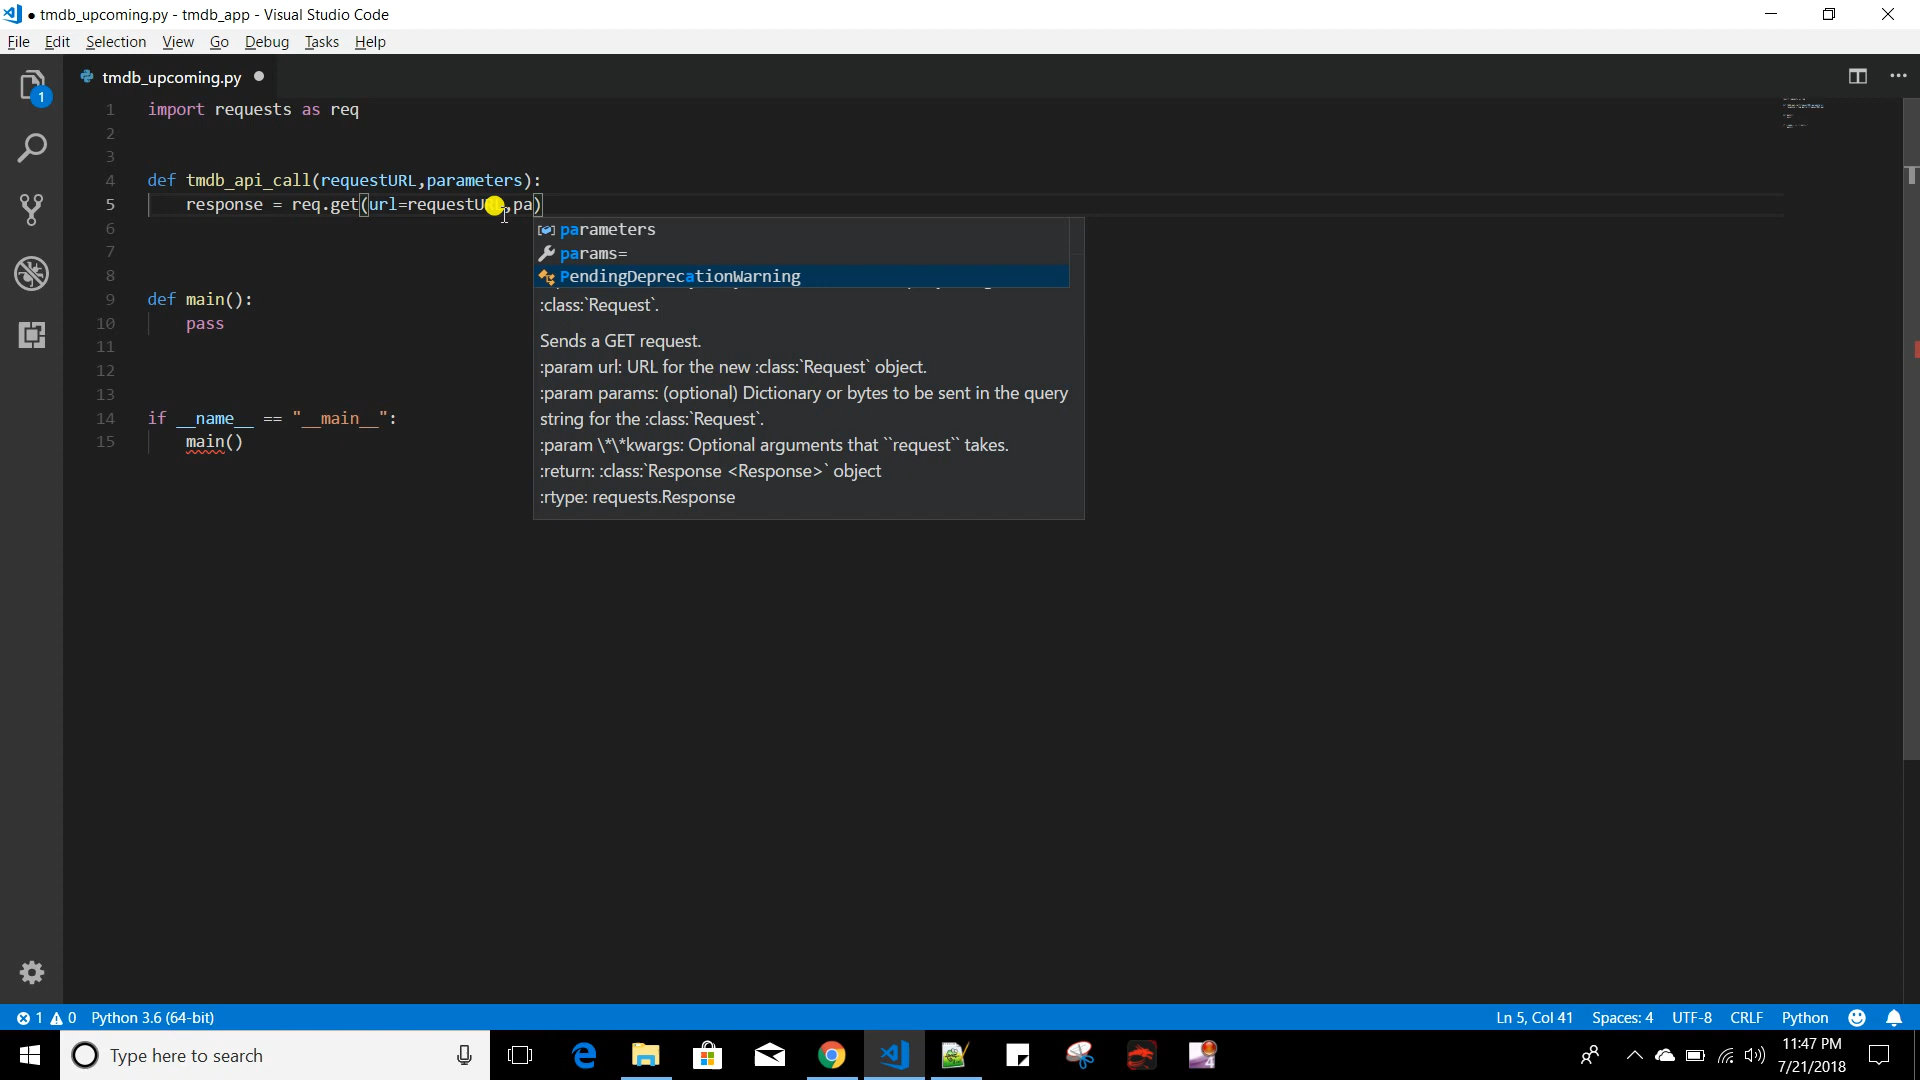 ● tmdb_upcoming.py - tmdb_app - Visual Studio Code
File Edit Selection View Go Debug Tasks Help
tmdb_upcoming.py ●
1
1 import requests as req
2
3
4 def tmdb_api_call(requestURL,parameters):
5 response = req.get(url=requestU ,pa)
6
7
8
9 def main():
10 pass
11
12
13
14 if __name__ == "__main__":
15 main()
parameters
params=
PendingDeprecationWarning
:class:`Request`.
Sends a GET request.
:param url: URL for the new :class:`Request` object.
:param params: (optional) Dictionary or bytes to be sent in the query
string for the :class:`Request`.
:param \*\*kwargs: Optional arguments that ``request`` takes.
:return: :class:`Response <Response>` object
:rtype: requests.Response
1 0 Python 3.6 (64-bit) Ln 5, Col 41 Spaces: 4 UTF-8 CRLF Python
Type here to search
11:47 PM
7/21/2018